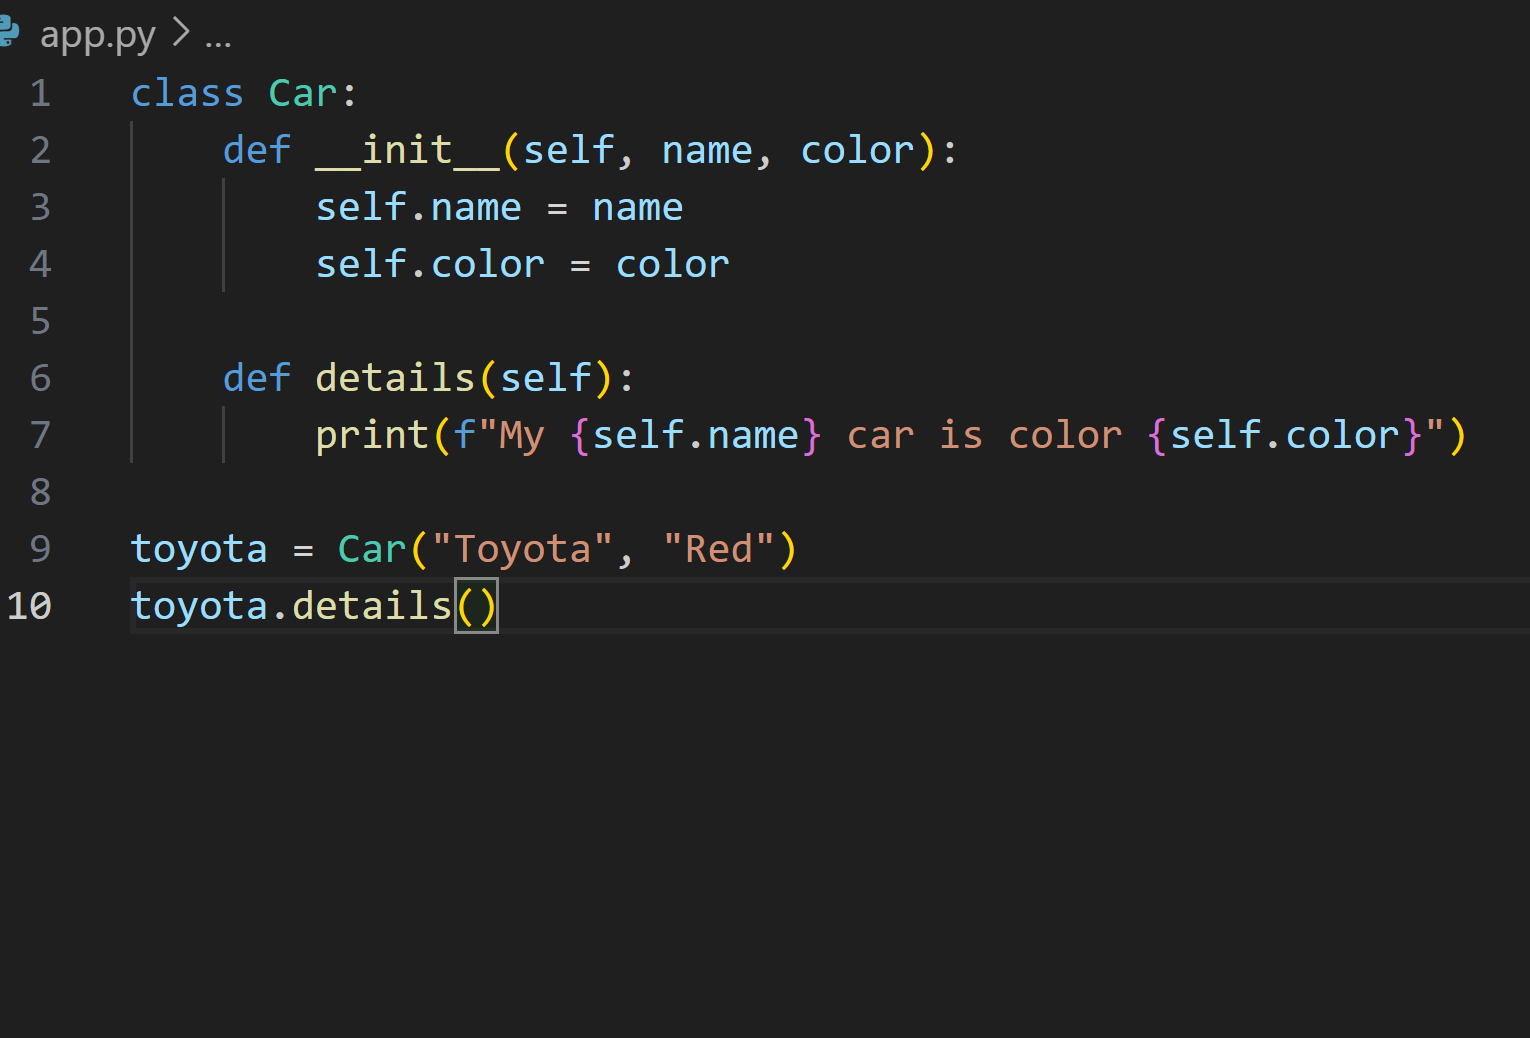 app.py > ...
1 class Car:
2     def __init__(self, name, color):
3         self.name = name
4         self.color = color
5
6     def details(self):
7         print(f"My {self.name} car is color {self.color}")
8
9 toyota = Car("Toyota", "Red")
10 toyota.details()